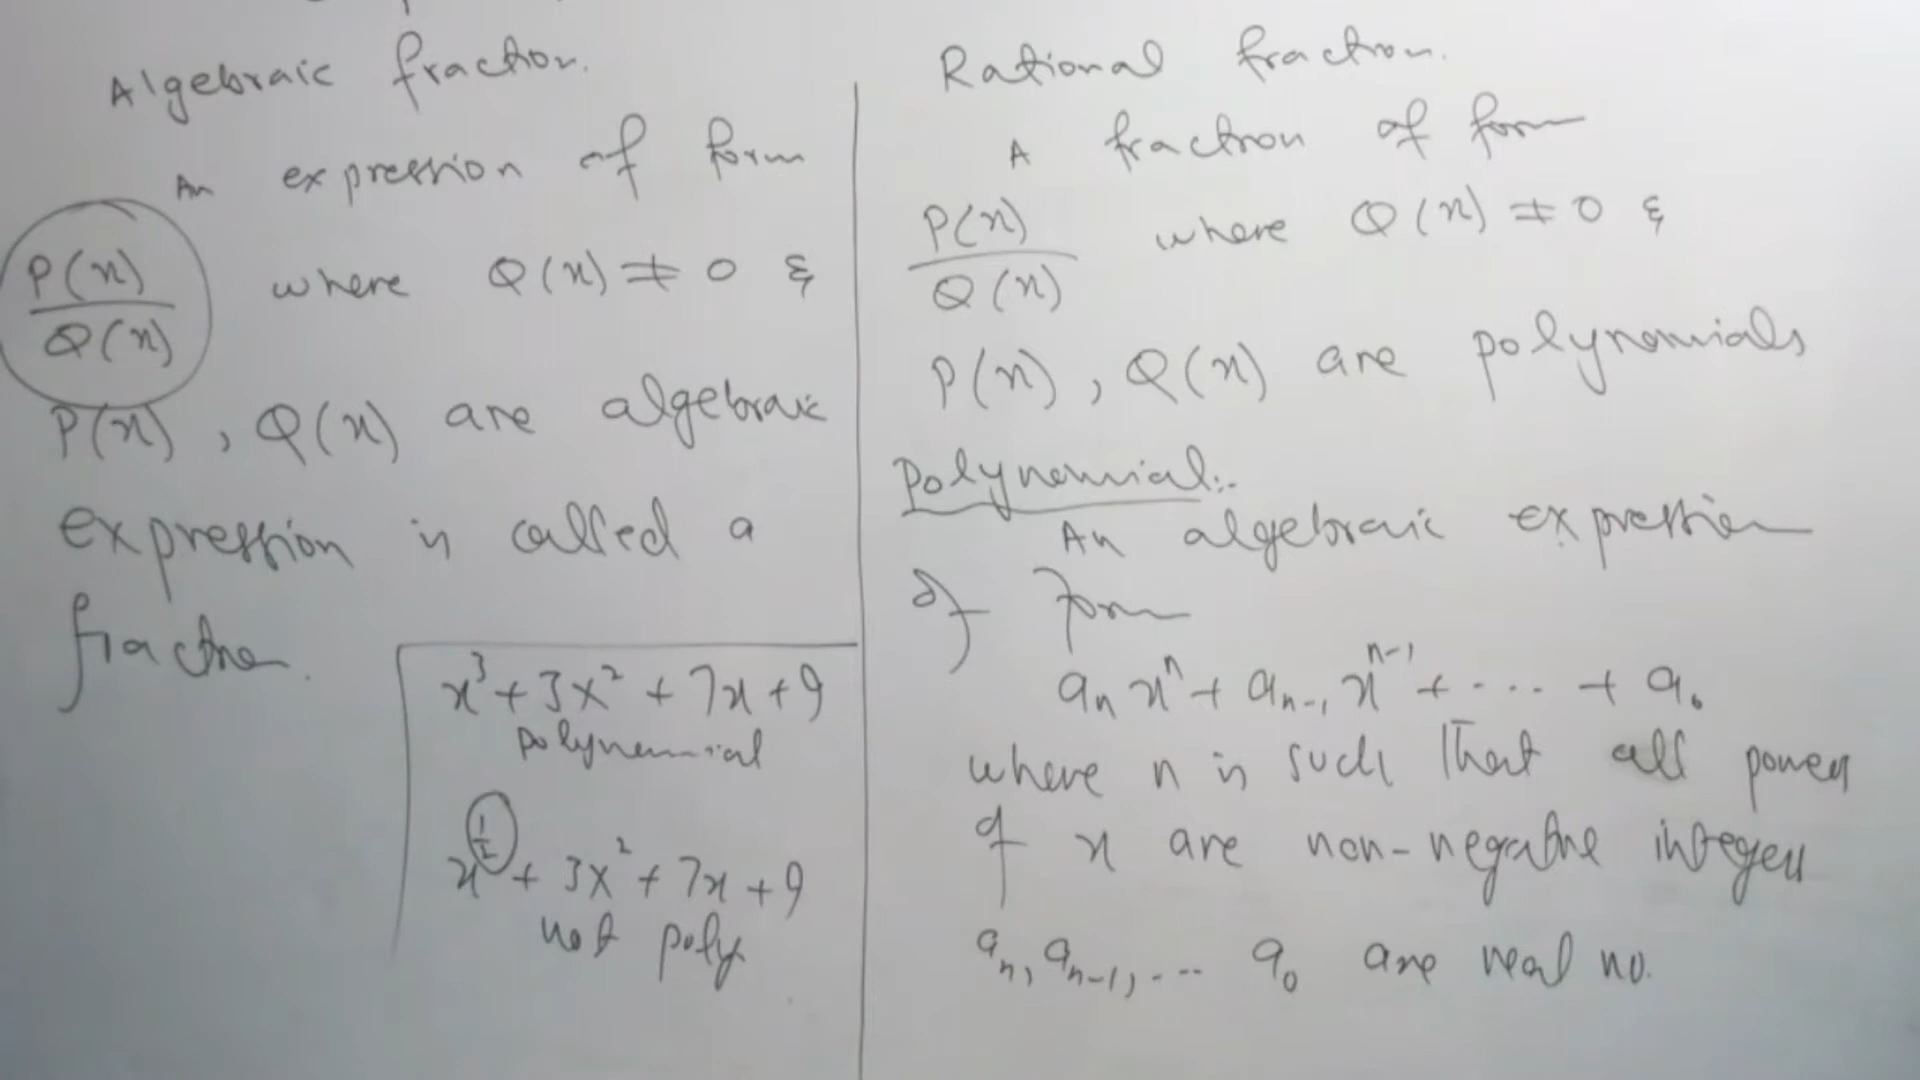 Algebraic fraction.
An expression of form
P(x)/Q(x) where Q(x) ≠ 0 &
P(x), Q(x) are algebraic
expression is called a
fraction.
x³ + 3x² + 7x + 9
polynomial
x^(1/2) + 3x² + 7x + 9
not poly
Rational fraction.
A fraction of form
P(x)/Q(x) where Q(x) ≠ 0 &
P(x), Q(x) are polynomials
Polynomial:-
An algebraic expression
of form
aₙxⁿ + aₙ₋₁xⁿ⁻¹ + .... + a₀
where n is such that all powers
of x are non-negative integers
aₙ, aₙ₋₁, ... a₀ are real no.